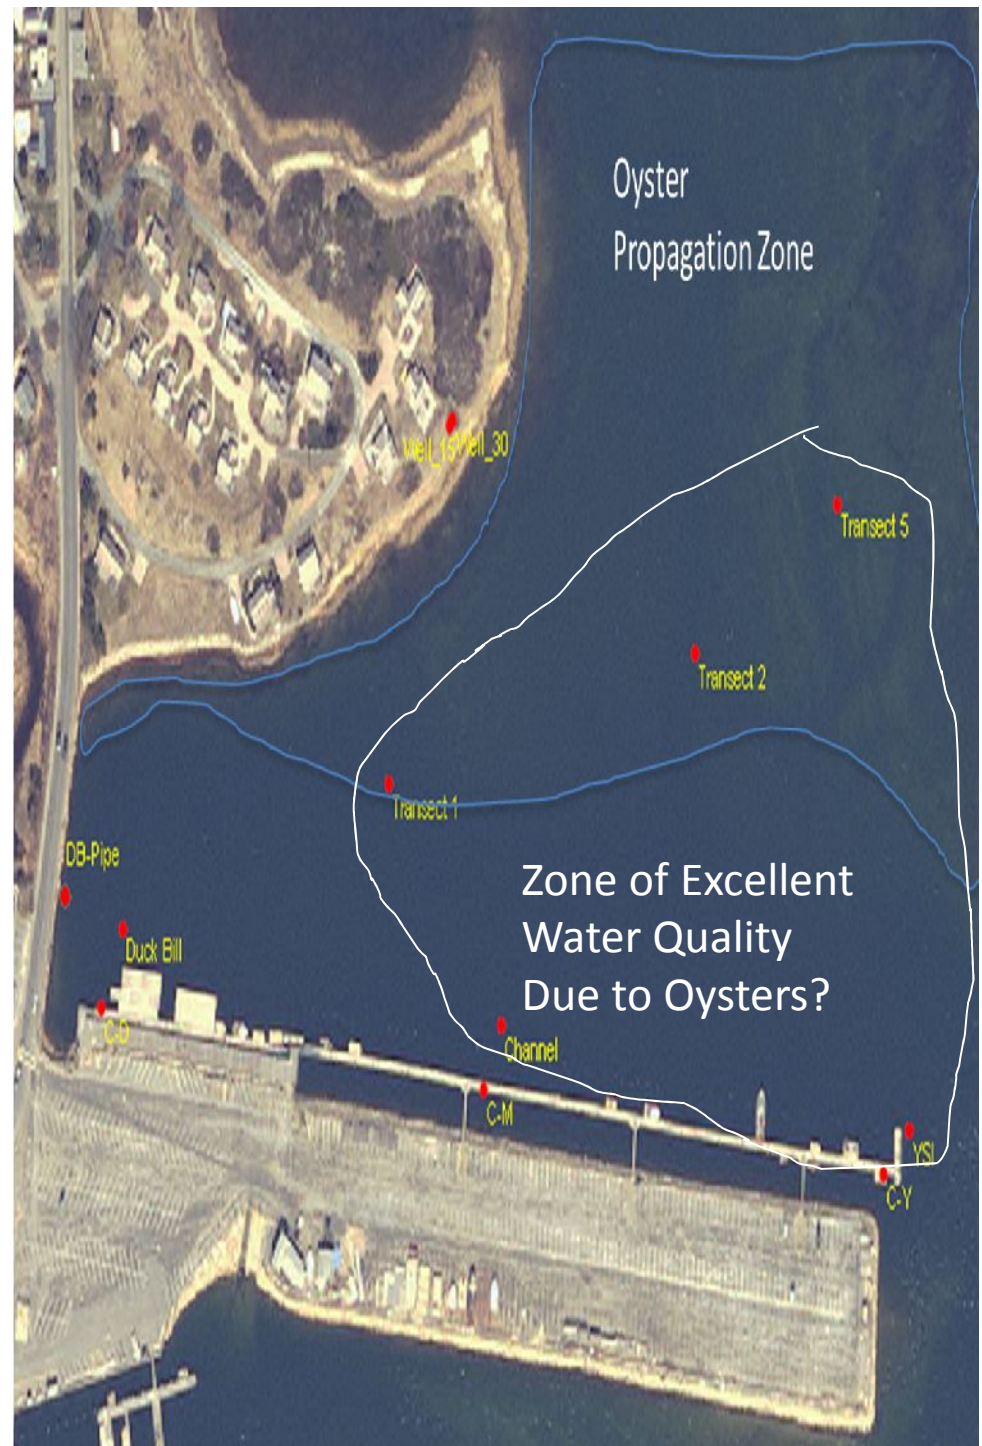 Oyster
Propagation Zone
Well_15 Well_30
Transect 5
Transect 2
Transect 1
DB-Pipe
Zone of Excellent
Water Quality
Due to Oysters?
Duck Bill
C-D
Channel
C-M
YSI
C-Y